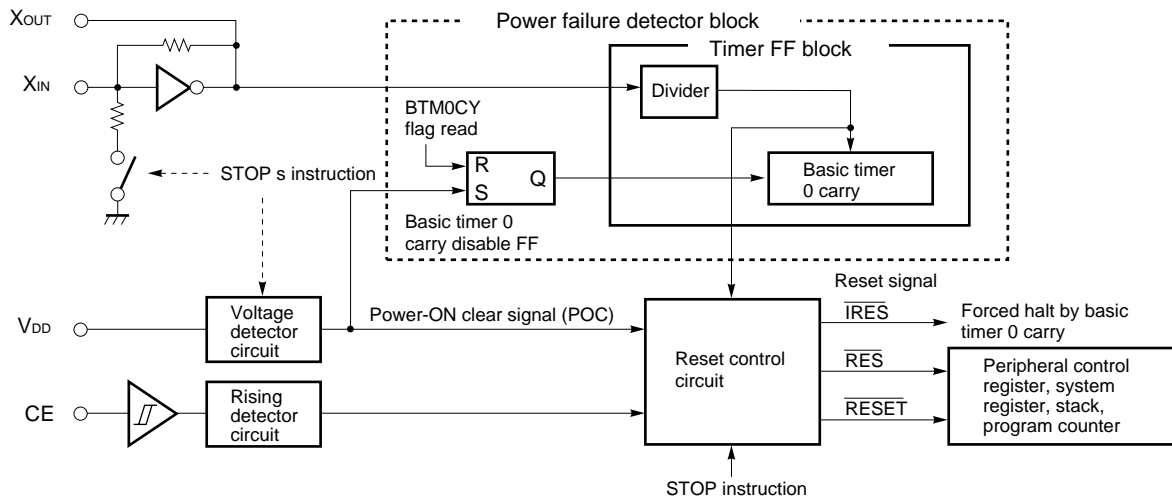 XOUT
Power failure detector block
Timer FF block
XIN
Divider
BTM0CY
flag read
R
S
Q
Basic timer
0 carry
STOP s instruction
Basic timer 0
carry disable FF
Reset signal
VDD
Voltage
detector
circuit
Power-ON clear signal (POC)
Reset control
circuit
IRES
Forced halt by basic
timer 0 carry
RES
Peripheral control
register, system
register, stack,
program counter
CE
Rising
detector
circuit
RESET
STOP instruction